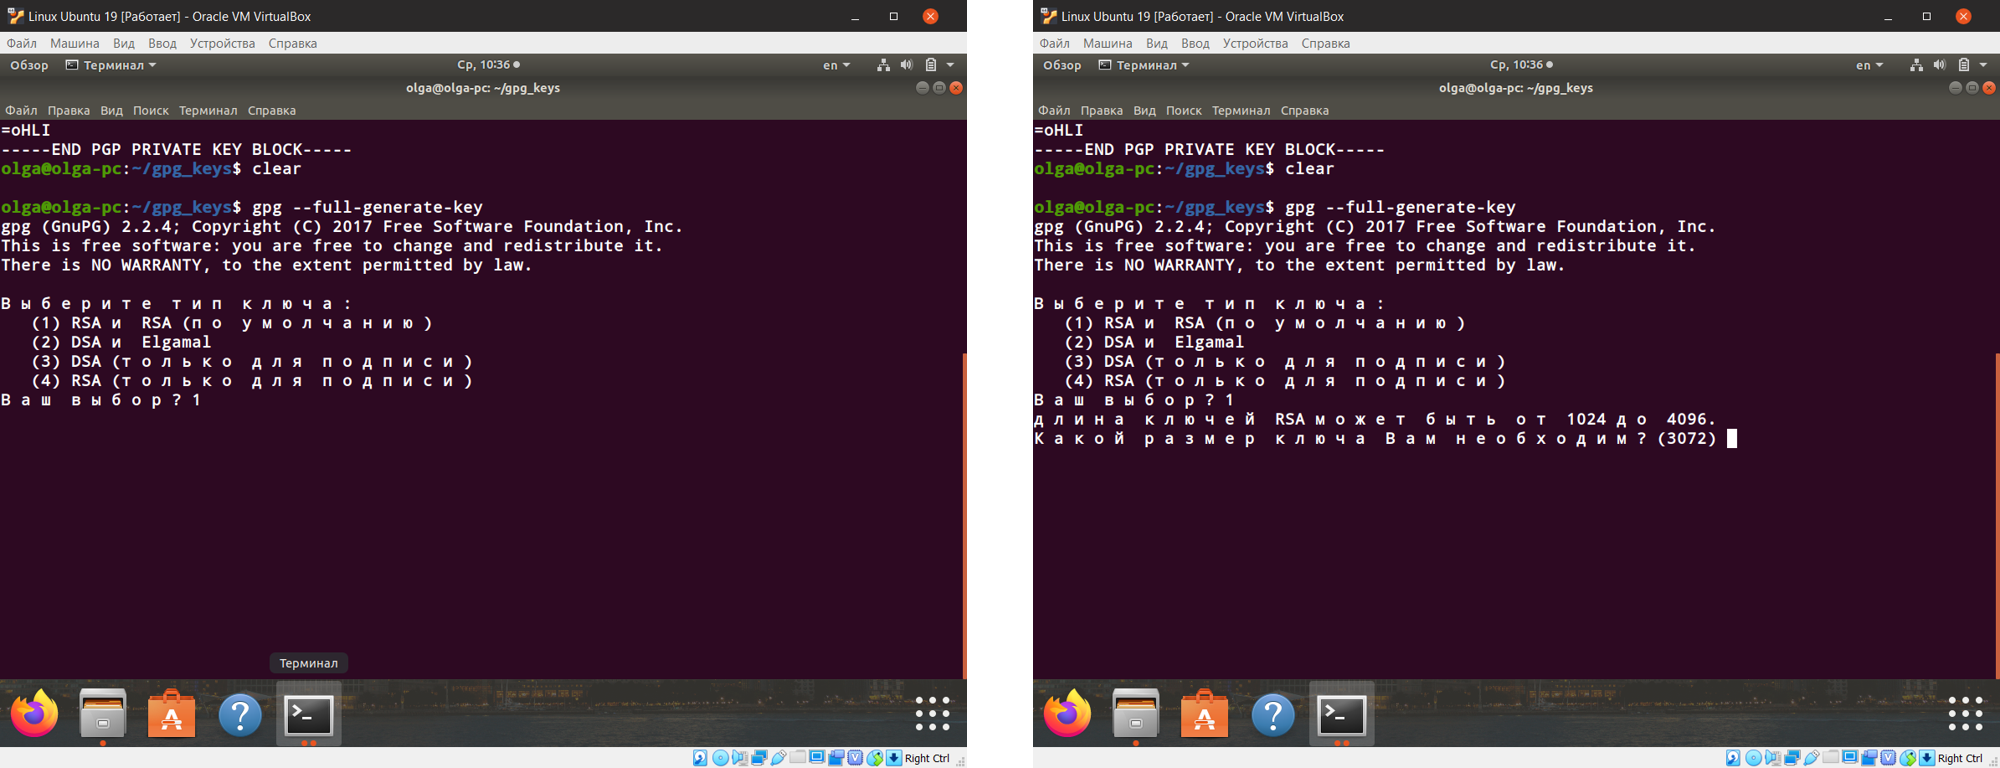 Linux Ubuntu 19 [Работает] - Oracle VM VirtualBox
Файл Машина Вид Ввод Устройства Справка
Обзор Терминал Ср, 10:36 en
olga@olga-pc: ~/gpg_keys
Файл Правка Вид Поиск Терминал Справка
=oHLI
-----END PGP PRIVATE KEY BLOCK-----
olga@olga-pc:~/gpg_keys$ clear
olga@olga-pc:~/gpg_keys$ gpg --full-generate-key
gpg (GnuPG) 2.2.4; Copyright (C) 2017 Free Software Foundation, Inc.
This is free software: you are free to change and redistribute it.
There is NO WARRANTY, to the extent permitted by law.
Выберите тип ключа:
(1) RSA и RSA (по умолчанию)
(2) DSA и Elgamal
(3) DSA (только для подписи)
(4) RSA (только для подписи)
Ваш выбор? 1
Терминал
Right Ctrl
Linux Ubuntu 19 [Работает] - Oracle VM VirtualBox
Файл Машина Вид Ввод Устройства Справка
Обзор Терминал Ср, 10:36 en
olga@olga-pc: ~/gpg_keys
Файл Правка Вид Поиск Терминал Справка
=oHLI
-----END PGP PRIVATE KEY BLOCK-----
olga@olga-pc:~/gpg_keys$ clear
olga@olga-pc:~/gpg_keys$ gpg --full-generate-key
gpg (GnuPG) 2.2.4; Copyright (C) 2017 Free Software Foundation, Inc.
This is free software: you are free to change and redistribute it.
There is NO WARRANTY, to the extent permitted by law.
Выберите тип ключа:
(1) RSA и RSA (по умолчанию)
(2) DSA и Elgamal
(3) DSA (только для подписи)
(4) RSA (только для подписи)
Ваш выбор? 1
длина ключей RSA может быть от 1024 до 4096.
Какой размер ключа Вам необходим? (3072)
Right Ctrl